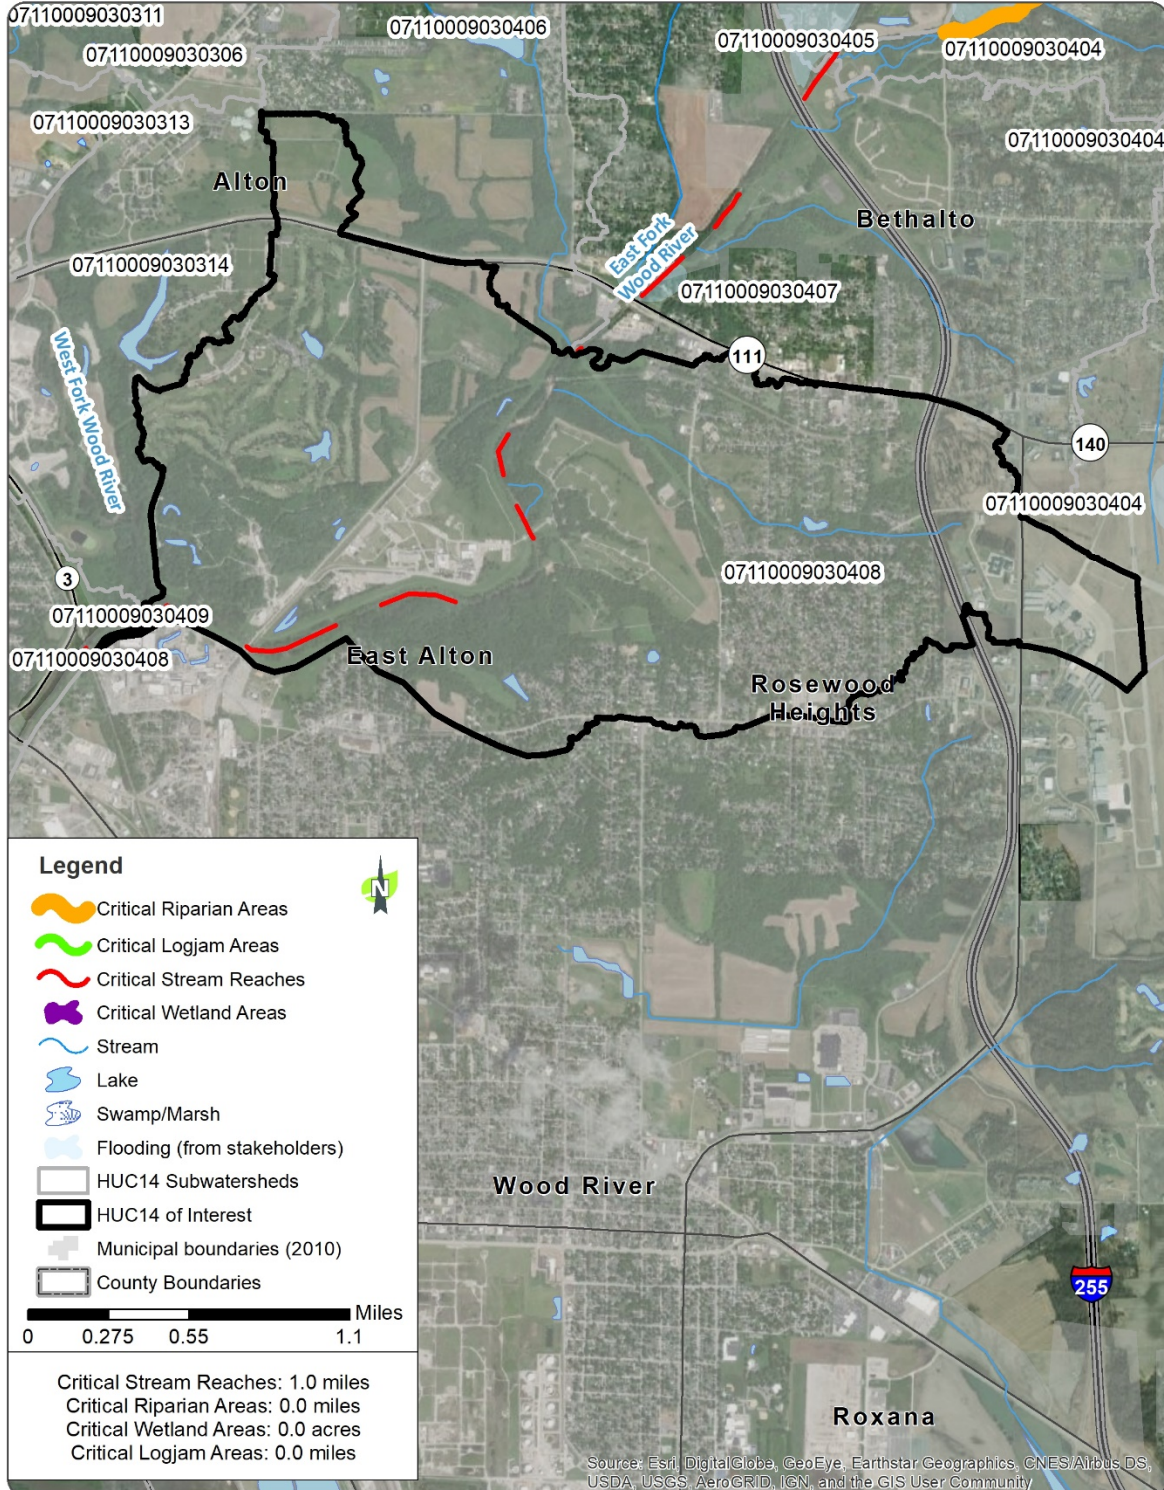 07110009030311
07110009030306
07110009030406
07110009030405
07110009030404
07110009030313
07110009030404
Alton
Bethalto
East Fork
Wood River
07110009030314
07110009030407
West Fork Wood River
111
140
07110009030404
3
07110009030408
07110009030409
07110009030408
East Alton
Rosewood
Heights
Legend
N
Critical Riparian Areas
Critical Logjam Areas
Critical Stream Reaches
Critical Wetland Areas
Stream
Lake
Swamp/Marsh
Flooding (from stakeholders)
HUC14 Subwatersheds
HUC14 of Interest
Municipal boundaries (2010)
County Boundaries
Miles
0 0.275 0.55 1.1
Critical Stream Reaches: 1.0 miles
Critical Riparian Areas: 0.0 miles
Critical Wetland Areas: 0.0 acres
Critical Logjam Areas: 0.0 miles
Wood River
255
Roxana
Source: Esri, DigitalGlobe, GeoEye, Earthstar Geographics, CNES/Airbus DS,
USDA, USGS, AeroGRID, IGN, and the GIS User Community